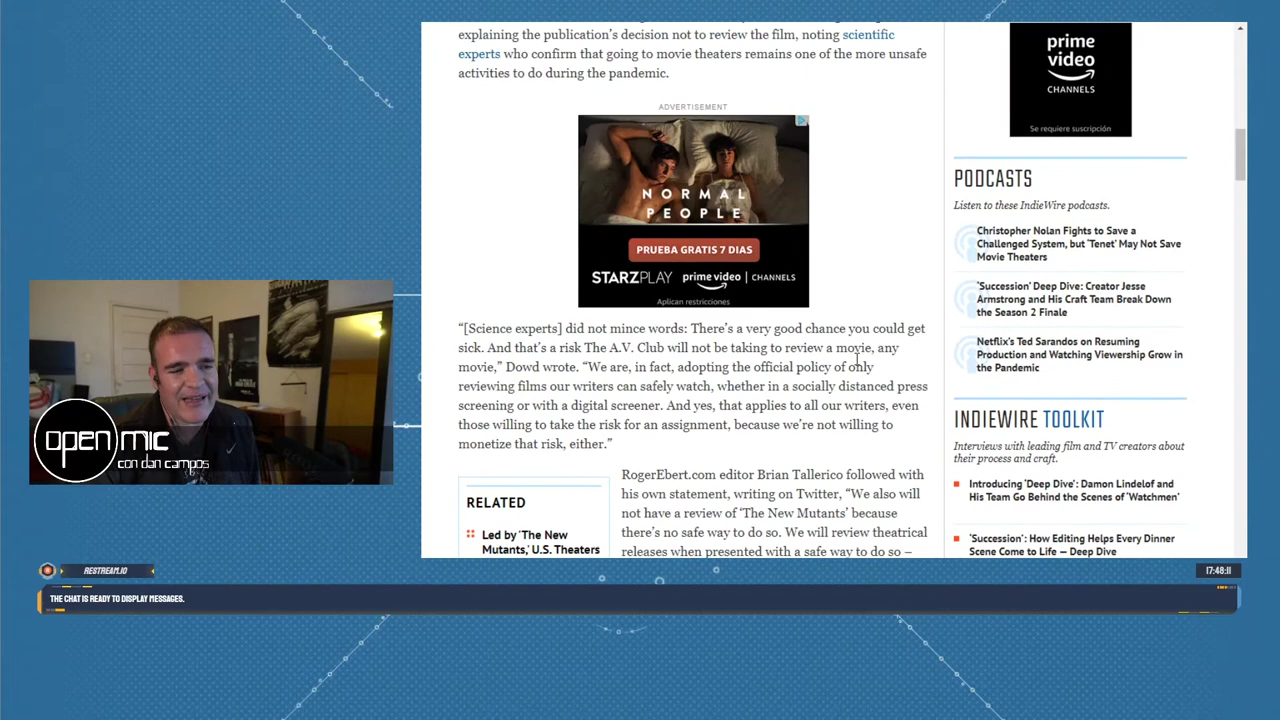 explaining the publication's decision not to review the film, noting scientific
experts who confirm that going to movie theaters remains one of the more unsafe
activities to do during the pandemic.
ADVERTISEMENT
NORMAL
PEOPLE
PRUEBA GRATIS 7 DIAS
STARZPLAY prime video | CHANNELS
Aplican restricciones
“[Science experts] did not mince words: There’s a very good chance you could get
sick. And that’s a risk The A.V. Club will not be taking to review a movie, any
movie,” Dowd wrote. “We are, in fact, adopting the official policy of only
reviewing films our writers can safely watch, whether in a socially distanced press
screening or with a digital screener. And yes, that applies to all our writers, even
those willing to take the risk for an assignment, because we’re not willing to
monetize that risk, either.”
RELATED
Led by 'The New
Mutants,' U.S. Theaters
RogerEbert.com editor Brian Tallerico followed with
his own statement, writing on Twitter, “We also will
not have a review of ‘The New Mutants’ because
there’s no safe way to do so. We will review theatrical
releases when presented with a safe way to do so –
prime
video
CHANNELS
Se requiere suscripción
PODCASTS
Listen to these IndieWire podcasts.
Christopher Nolan Fights to Save a
Challenged System, but 'Tenet' May Not Save
Movie Theaters
'Succession' Deep Dive: Creator Jesse
Armstrong and His Craft Team Break Down
the Season 2 Finale
Netflix's Ted Sarandos on Resuming
Production and Watching Viewership Grow in
the Pandemic
INDIEWIRE TOOLKIT
Interviews with leading film and TV creators about
their process and craft.
Introducing 'Deep Dive': Damon Lindelof and
His Team Go Behind the Scenes of 'Watchmen'
'Succession': How Editing Helps Every Dinner
Scene Come to Life — Deep Dive
open mic
con dan campos
RESTREAM.IO
17:48:11
THE CHAT IS READY TO DISPLAY MESSAGES.